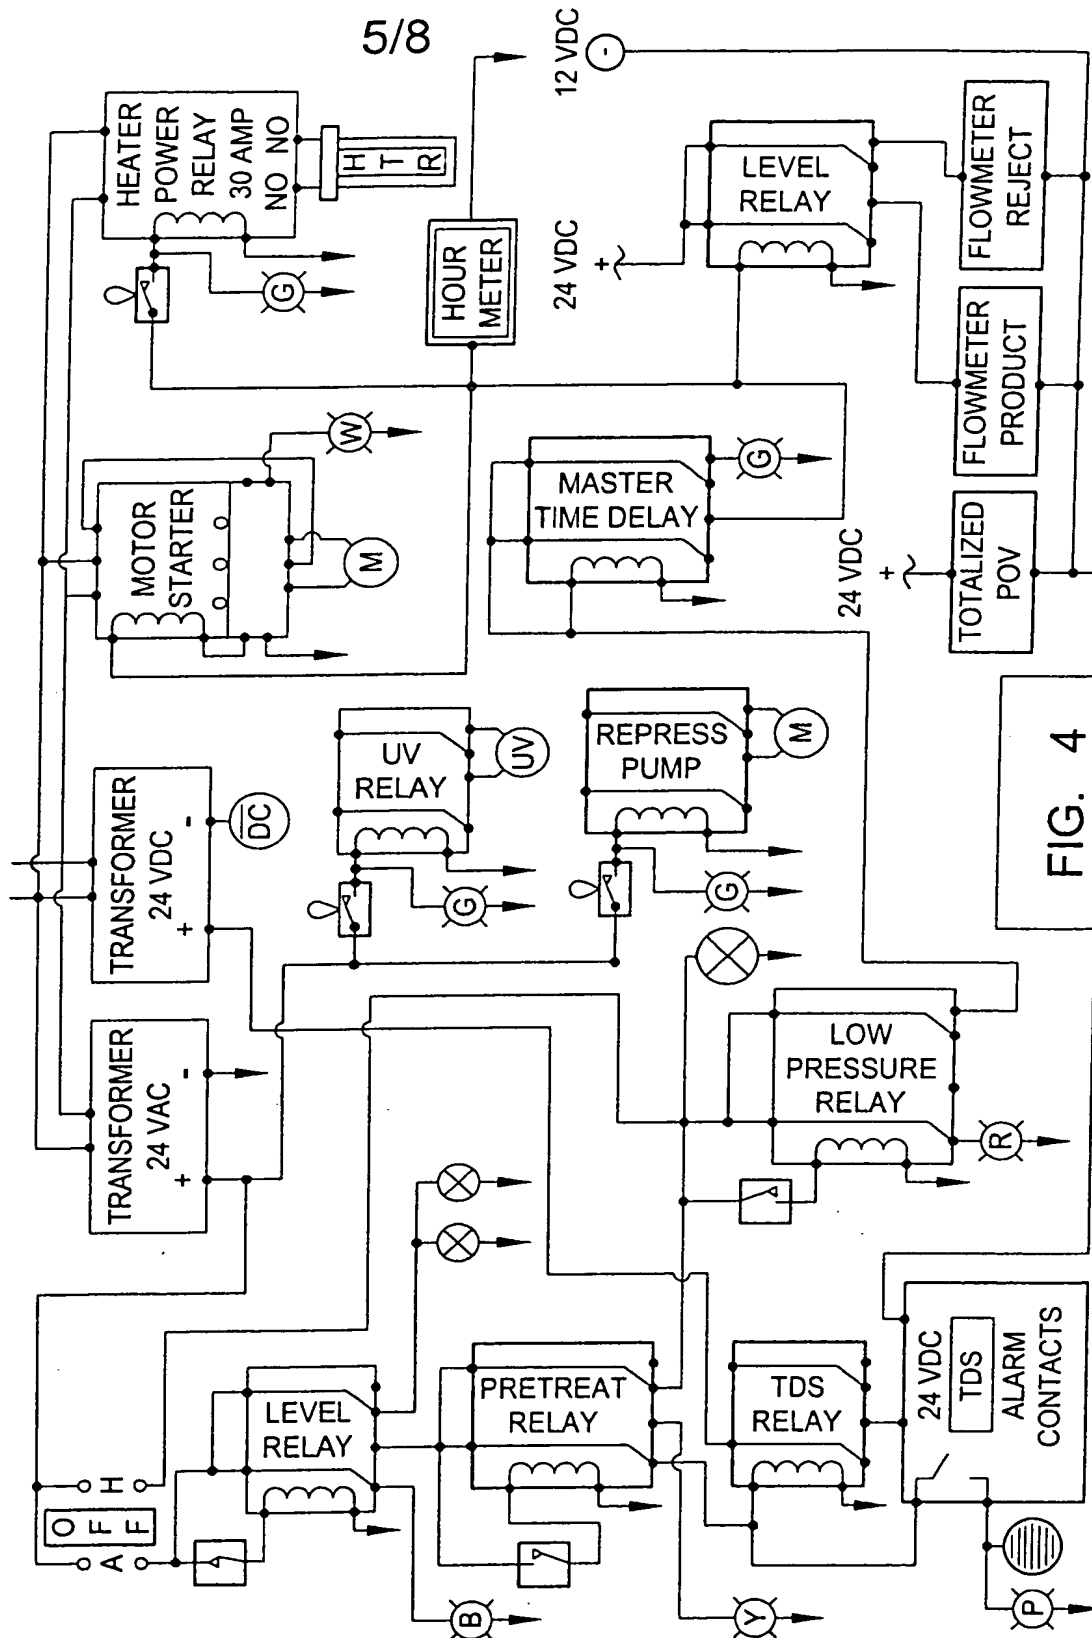 5/8
HEATER
POWER
RELAY
30 AMP
NO NO
H
T
R
G
HOUR
METER
12 VDC
-
24 VDC
+
LEVEL
RELAY
FLOWMETER
REJECT
FLOWMETER
PRODUCT
MOTOR
STARTER
W
M
MASTER
TIME DELAY
G
24 VDC
+
TOTALIZED
POV
TRANSFORMER
24 VDC
+ -
DC
UV
RELAY
UV
G
REPRESS
PUMP
M
G
TRANSFORMER
24 VAC
+ -
LOW
PRESSURE
RELAY
R
A OFF H
LEVEL
RELAY
B
PRETREAT
RELAY
Y
TDS
RELAY
24 VDC
TDS
ALARM
CONTACTS
P
FIG. 4